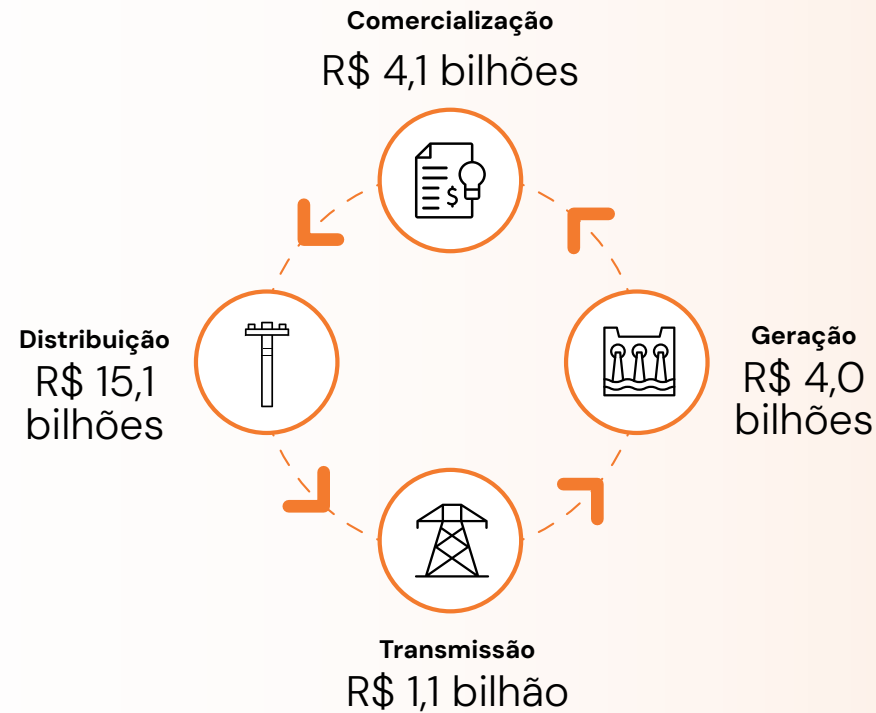 Comercialização
R$ 4,1 bilhões
$
Distribuição
R$ 15,1
bilhões
Geração
R$ 4,0
bilhões
Transmissão
R$ 1,1 bilhão